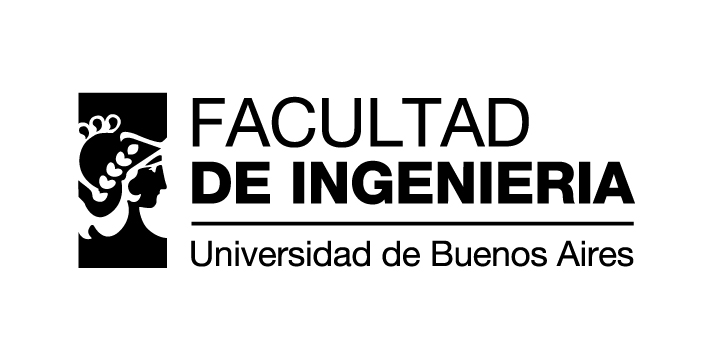 FACULTAD
DE INGENIERIA
Universidad de Buenos Aires